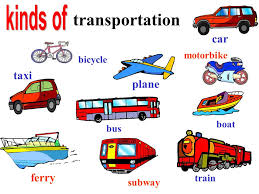 kinds of transportation
car
bicycle
motorbike
taxi
plane
boat
bus
ferry
subway
train